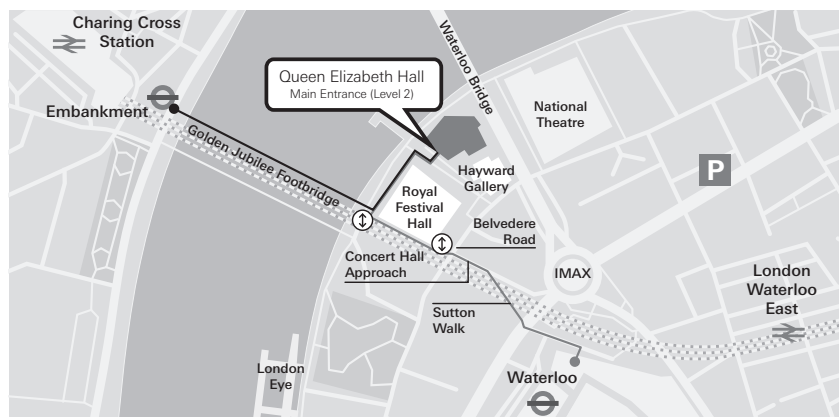 Charing Cross
Station
Embankment
Golden Jubilee Footbridge
Queen Elizabeth Hall
Main Entrance (Level 2)
Waterloo Bridge
National
Theatre
Hayward
Gallery
Royal
Festival
Hall
P
Belvedere
Road
Concert Hall
Approach
IMAX
Sutton
Walk
London
Waterloo
East
London
Eye
Waterloo